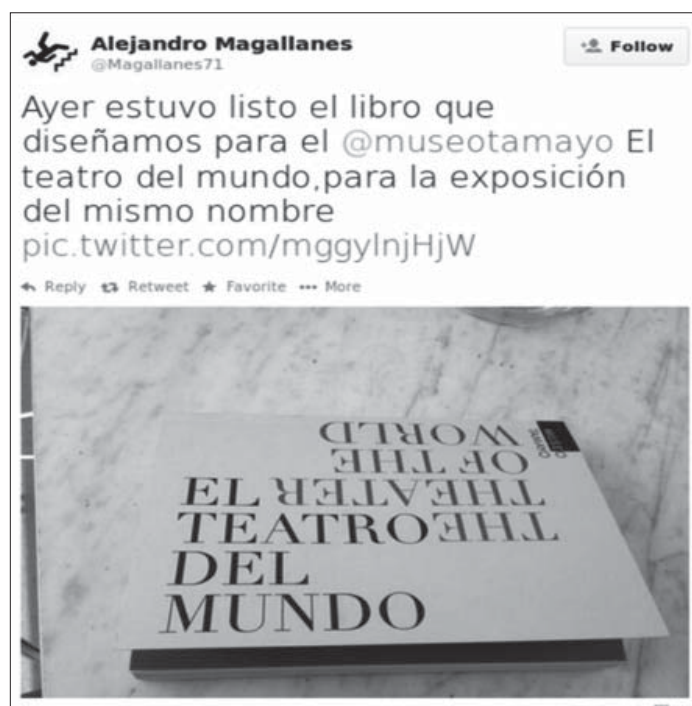 Alejandro Magallanes
@Magallanes71
Follow
Ayer estuvo listo el libro que
diseñamos para el @museotamayo El
teatro del mundo,para la exposición
del mismo nombre
pic.twitter.com/mggylnjHjW
Reply Retweet Favorite More
THE
THEATER
OF THE
WORLD
EL
TEATRO
DEL
MUNDO